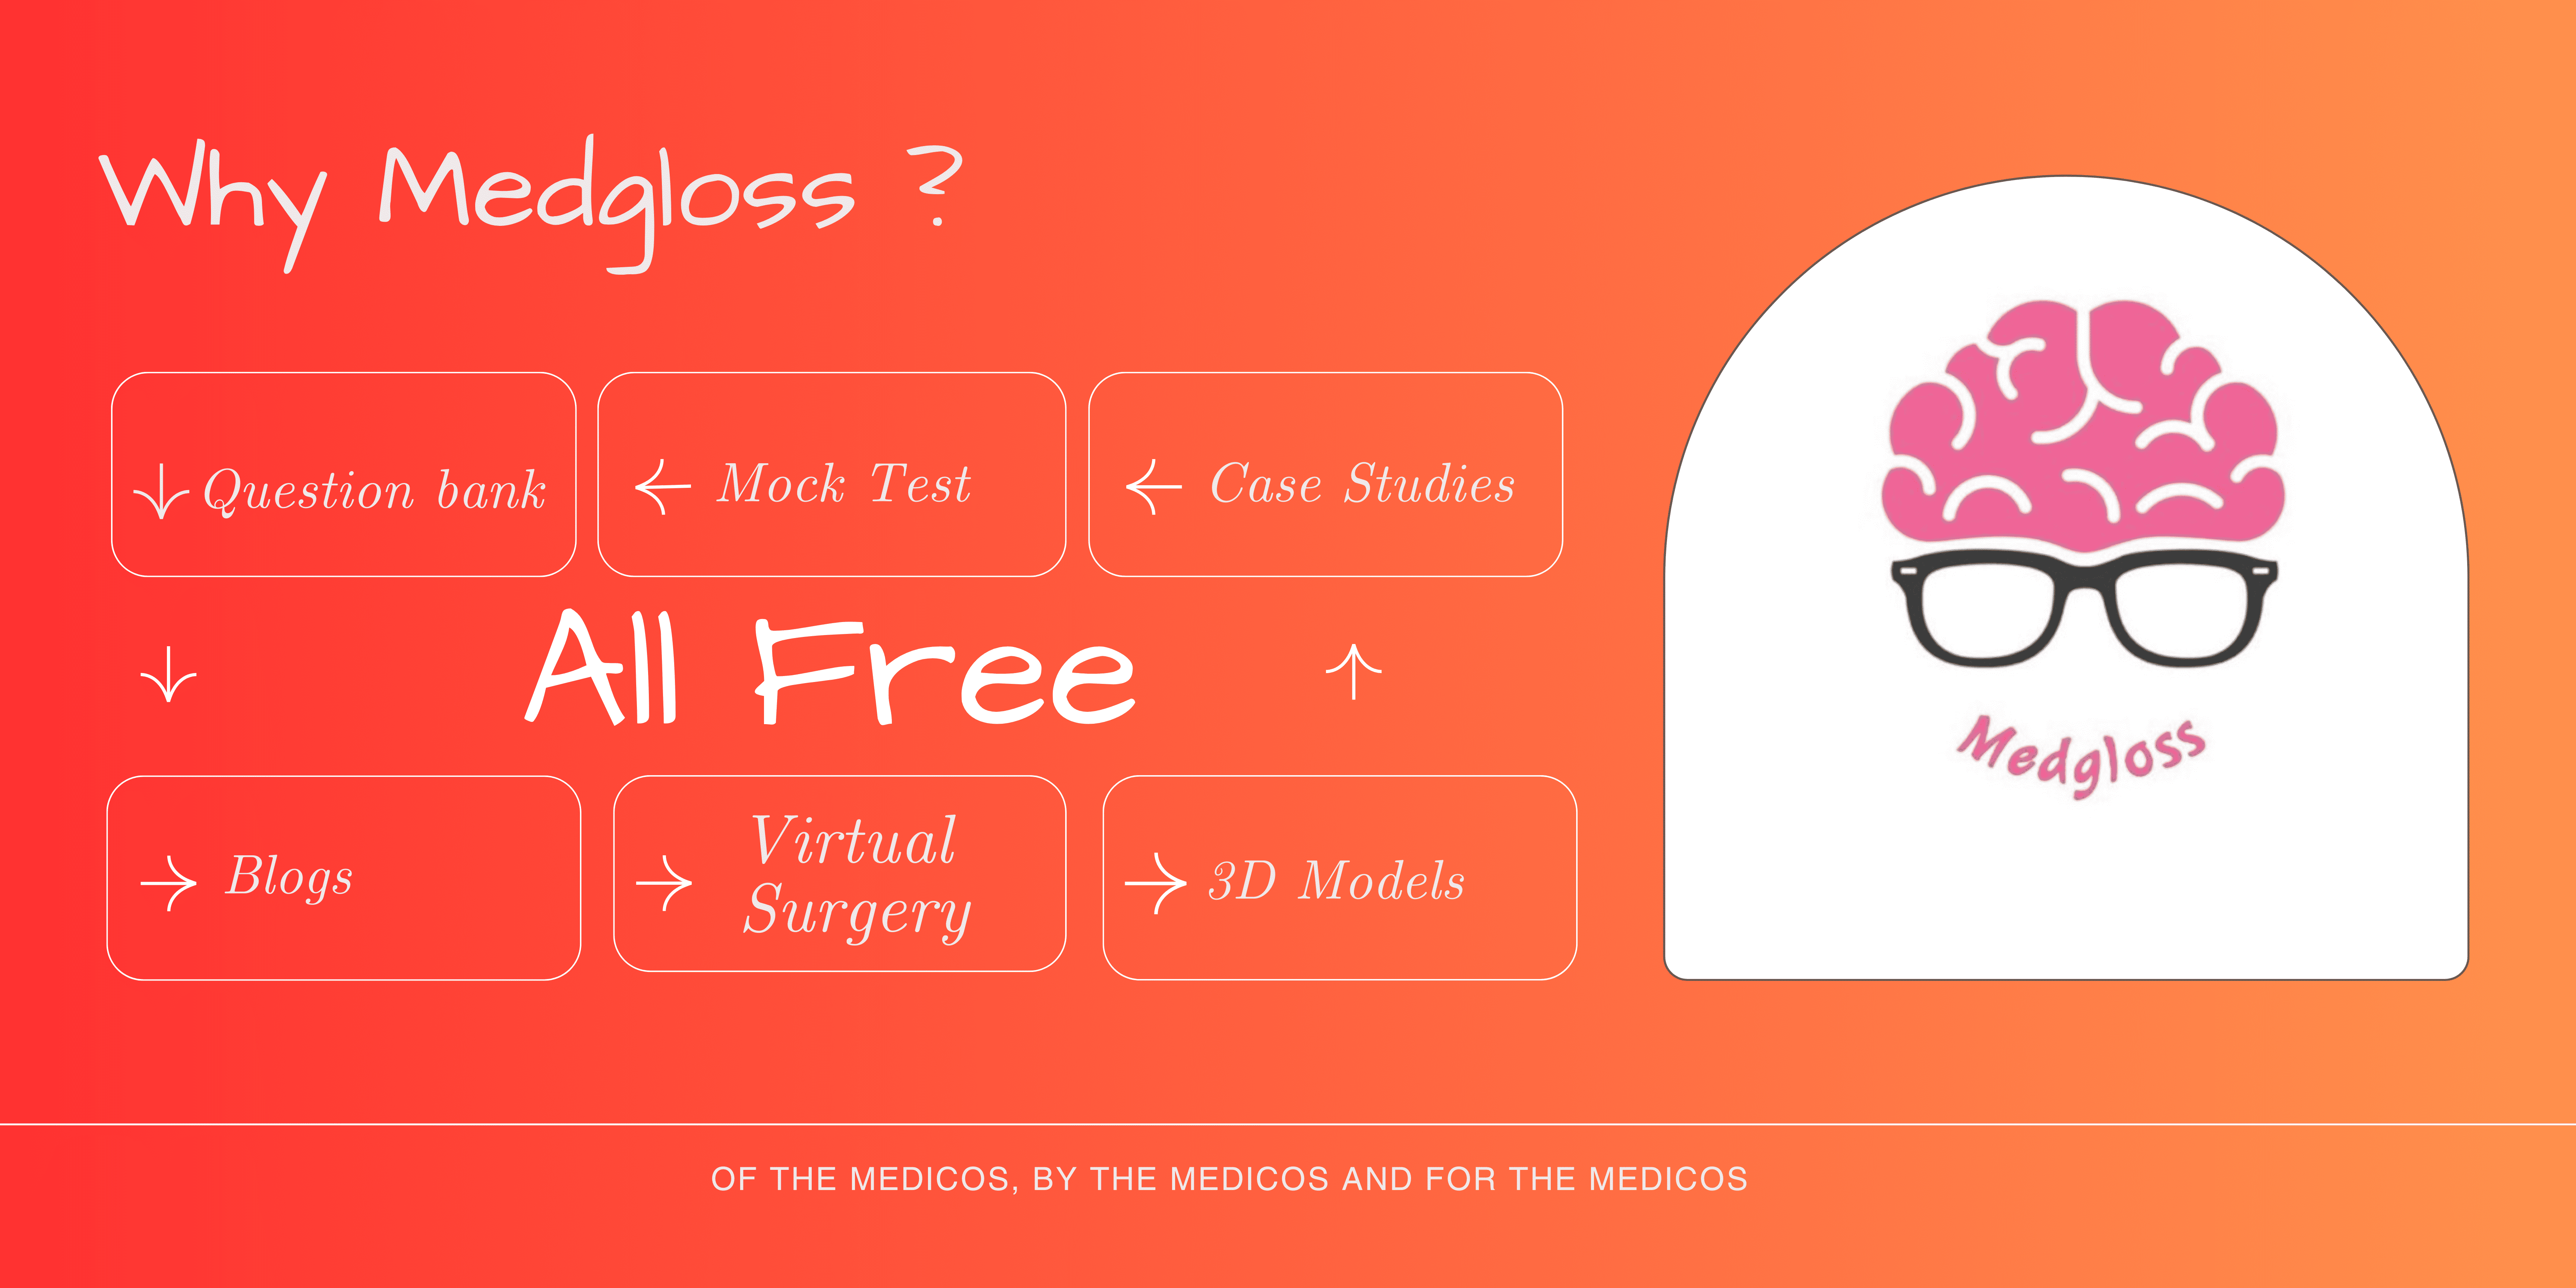 Why Medgloss ?
Question bank
Mock Test
Case Studies
All Free
Blogs
Virtual
Surgery
3D Models
Medgloss
OF THE MEDICOS, BY THE MEDICOS AND FOR THE MEDICOS